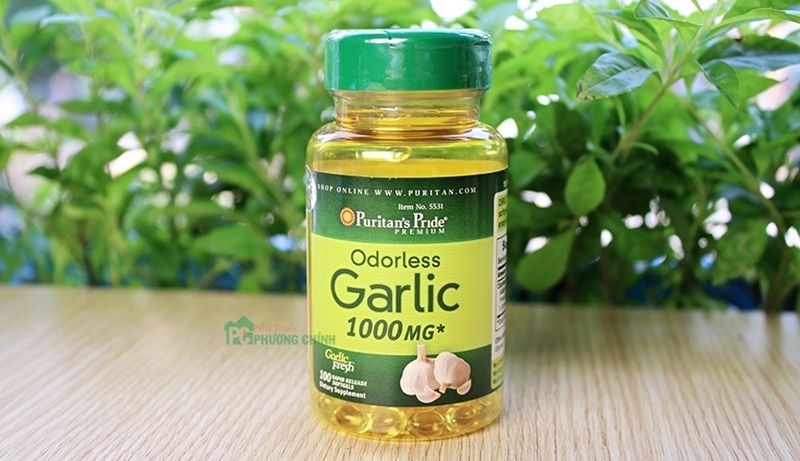 SHOP ONLINE WWW.PURITAN.COM
Item No. 5531
Puritan's Pride®
PREMIUM
Odorless
Garlic
1000 MG*
Garlic
Fresh
100 RAPID RELEASE
SOFTGELS
Dietary Supplement
Nhà Thuốc
PHƯƠNG CHÍNH